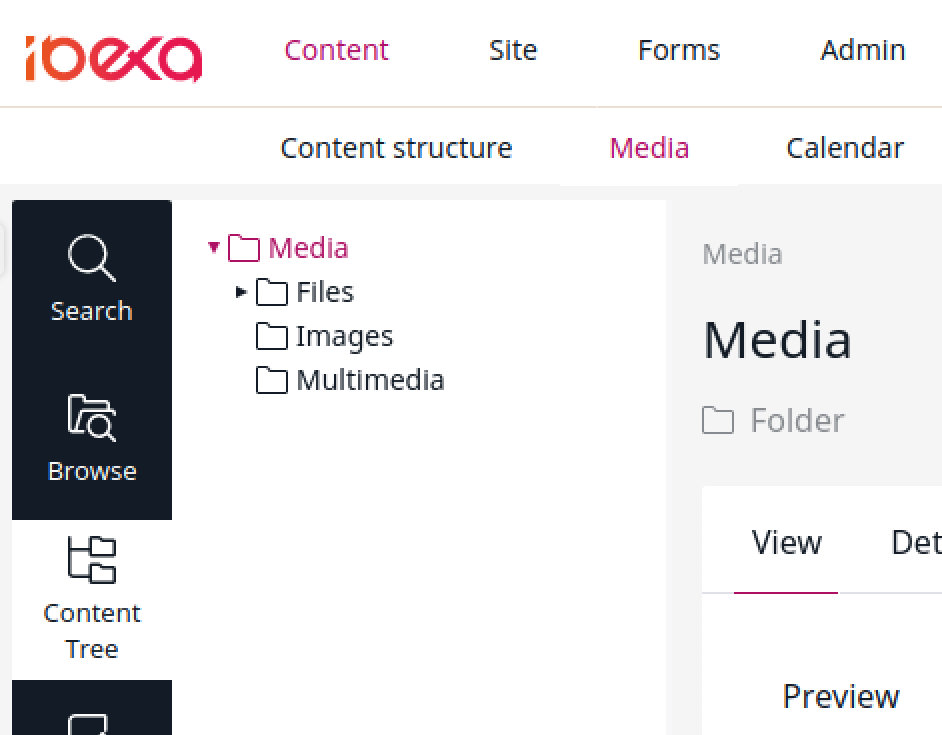 ibexa
Content Site Forms Admin
Content structure Media Calendar
Search
Browse
Content
Tree
Media
Files
Images
Multimedia
Media
Media
Folder
View Det
Preview